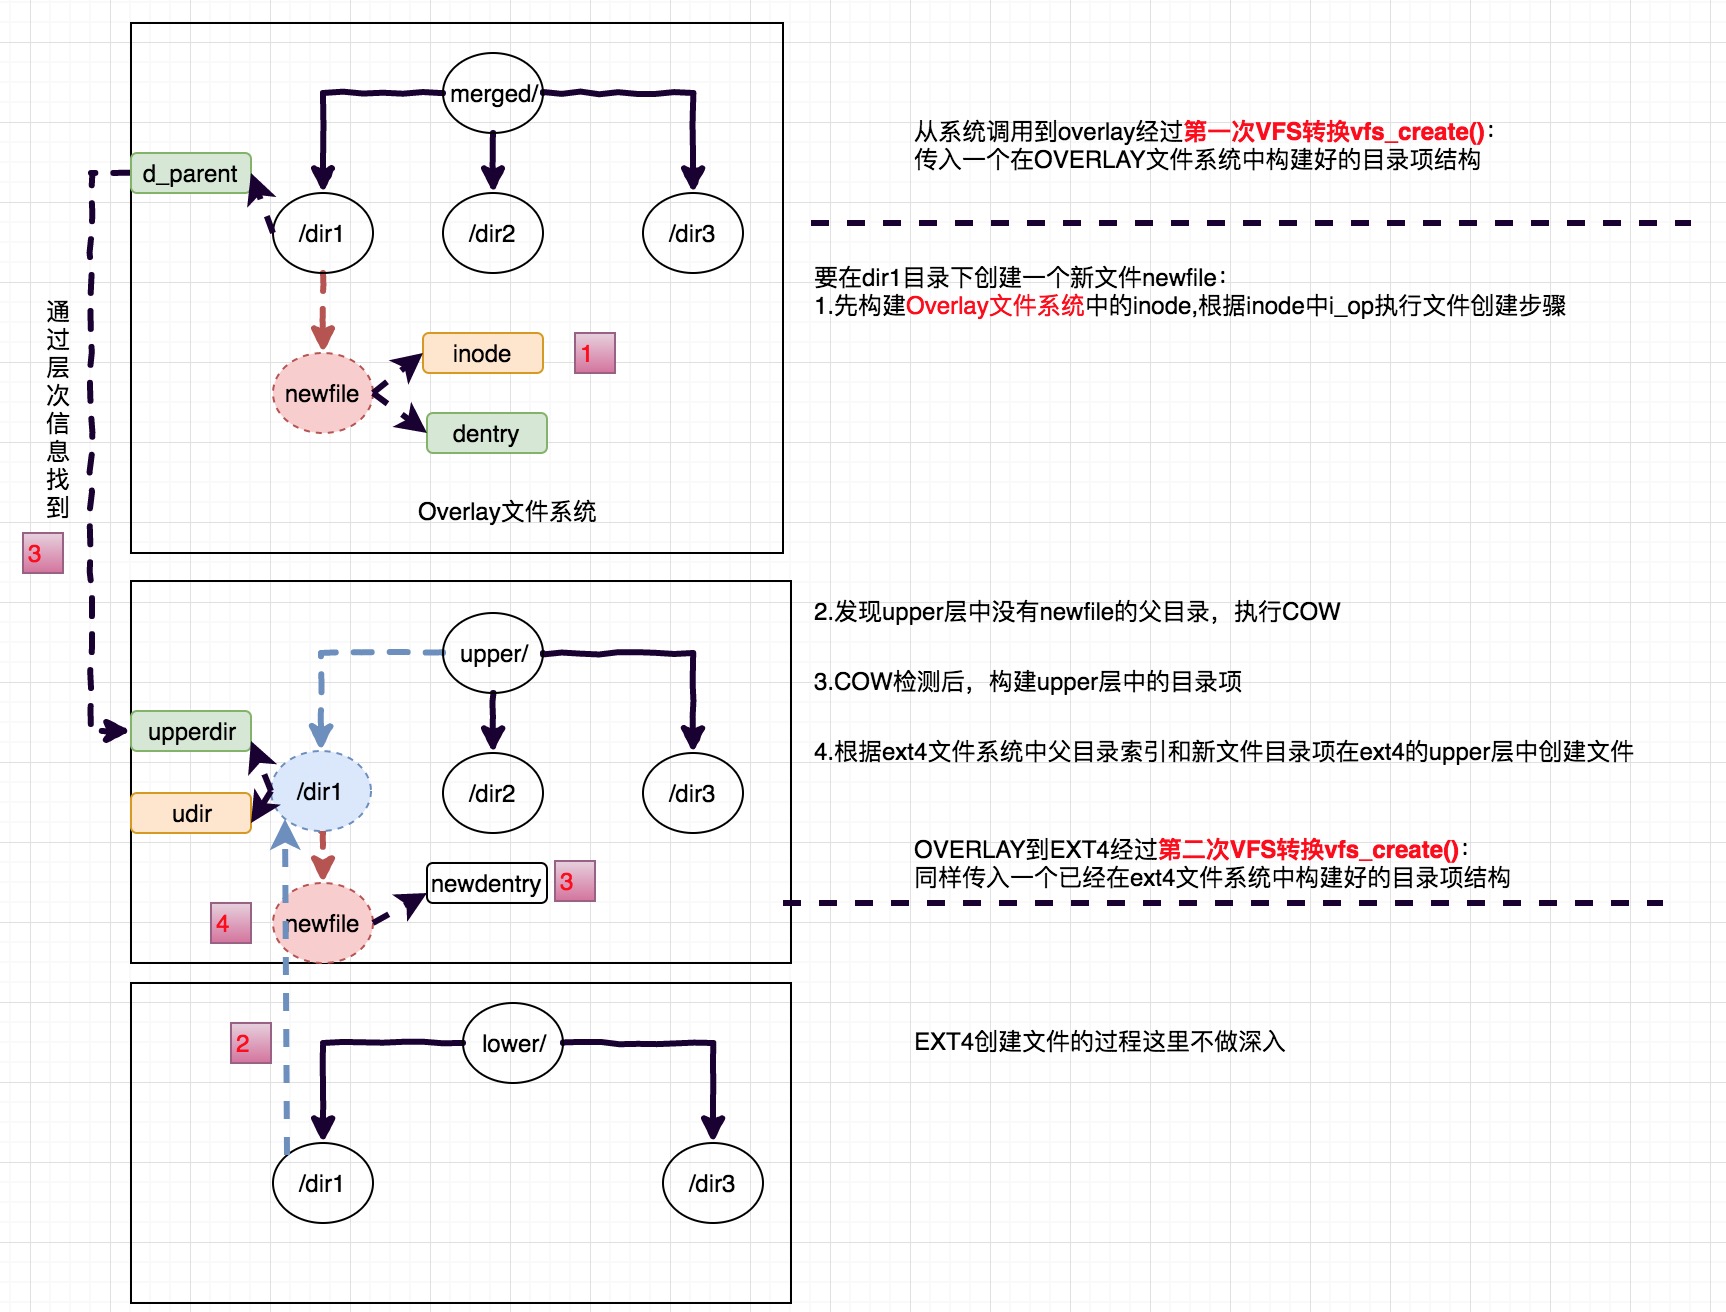 merged/
d_parent
/dir1
/dir2
/dir3
newfile
inode
1
dentry
Overlay文件系统
通过层次信息找到
3
从系统调用到overlay经过第一次VFS转换vfs_create()：
传入一个在OVERLAY文件系统中构建好的目录项结构
要在dir1目录下创建一个新文件newfile：
1.先构建Overlay文件系统中的inode,根据inode中i_op执行文件创建步骤
upper/
upperdir
udir
/dir1
/dir2
/dir3
newdentry
3
4
newfile
2.发现upper层中没有newfile的父目录，执行COW
3.COW检测后，构建upper层中的目录项
4.根据ext4文件系统中父目录索引和新文件目录项在ext4的upper层中创建文件
OVERLAY到EXT4经过第二次VFS转换vfs_create()：
同样传入一个已经在ext4文件系统中构建好的目录项结构
2
lower/
/dir1
/dir3
EXT4创建文件的过程这里不做深入